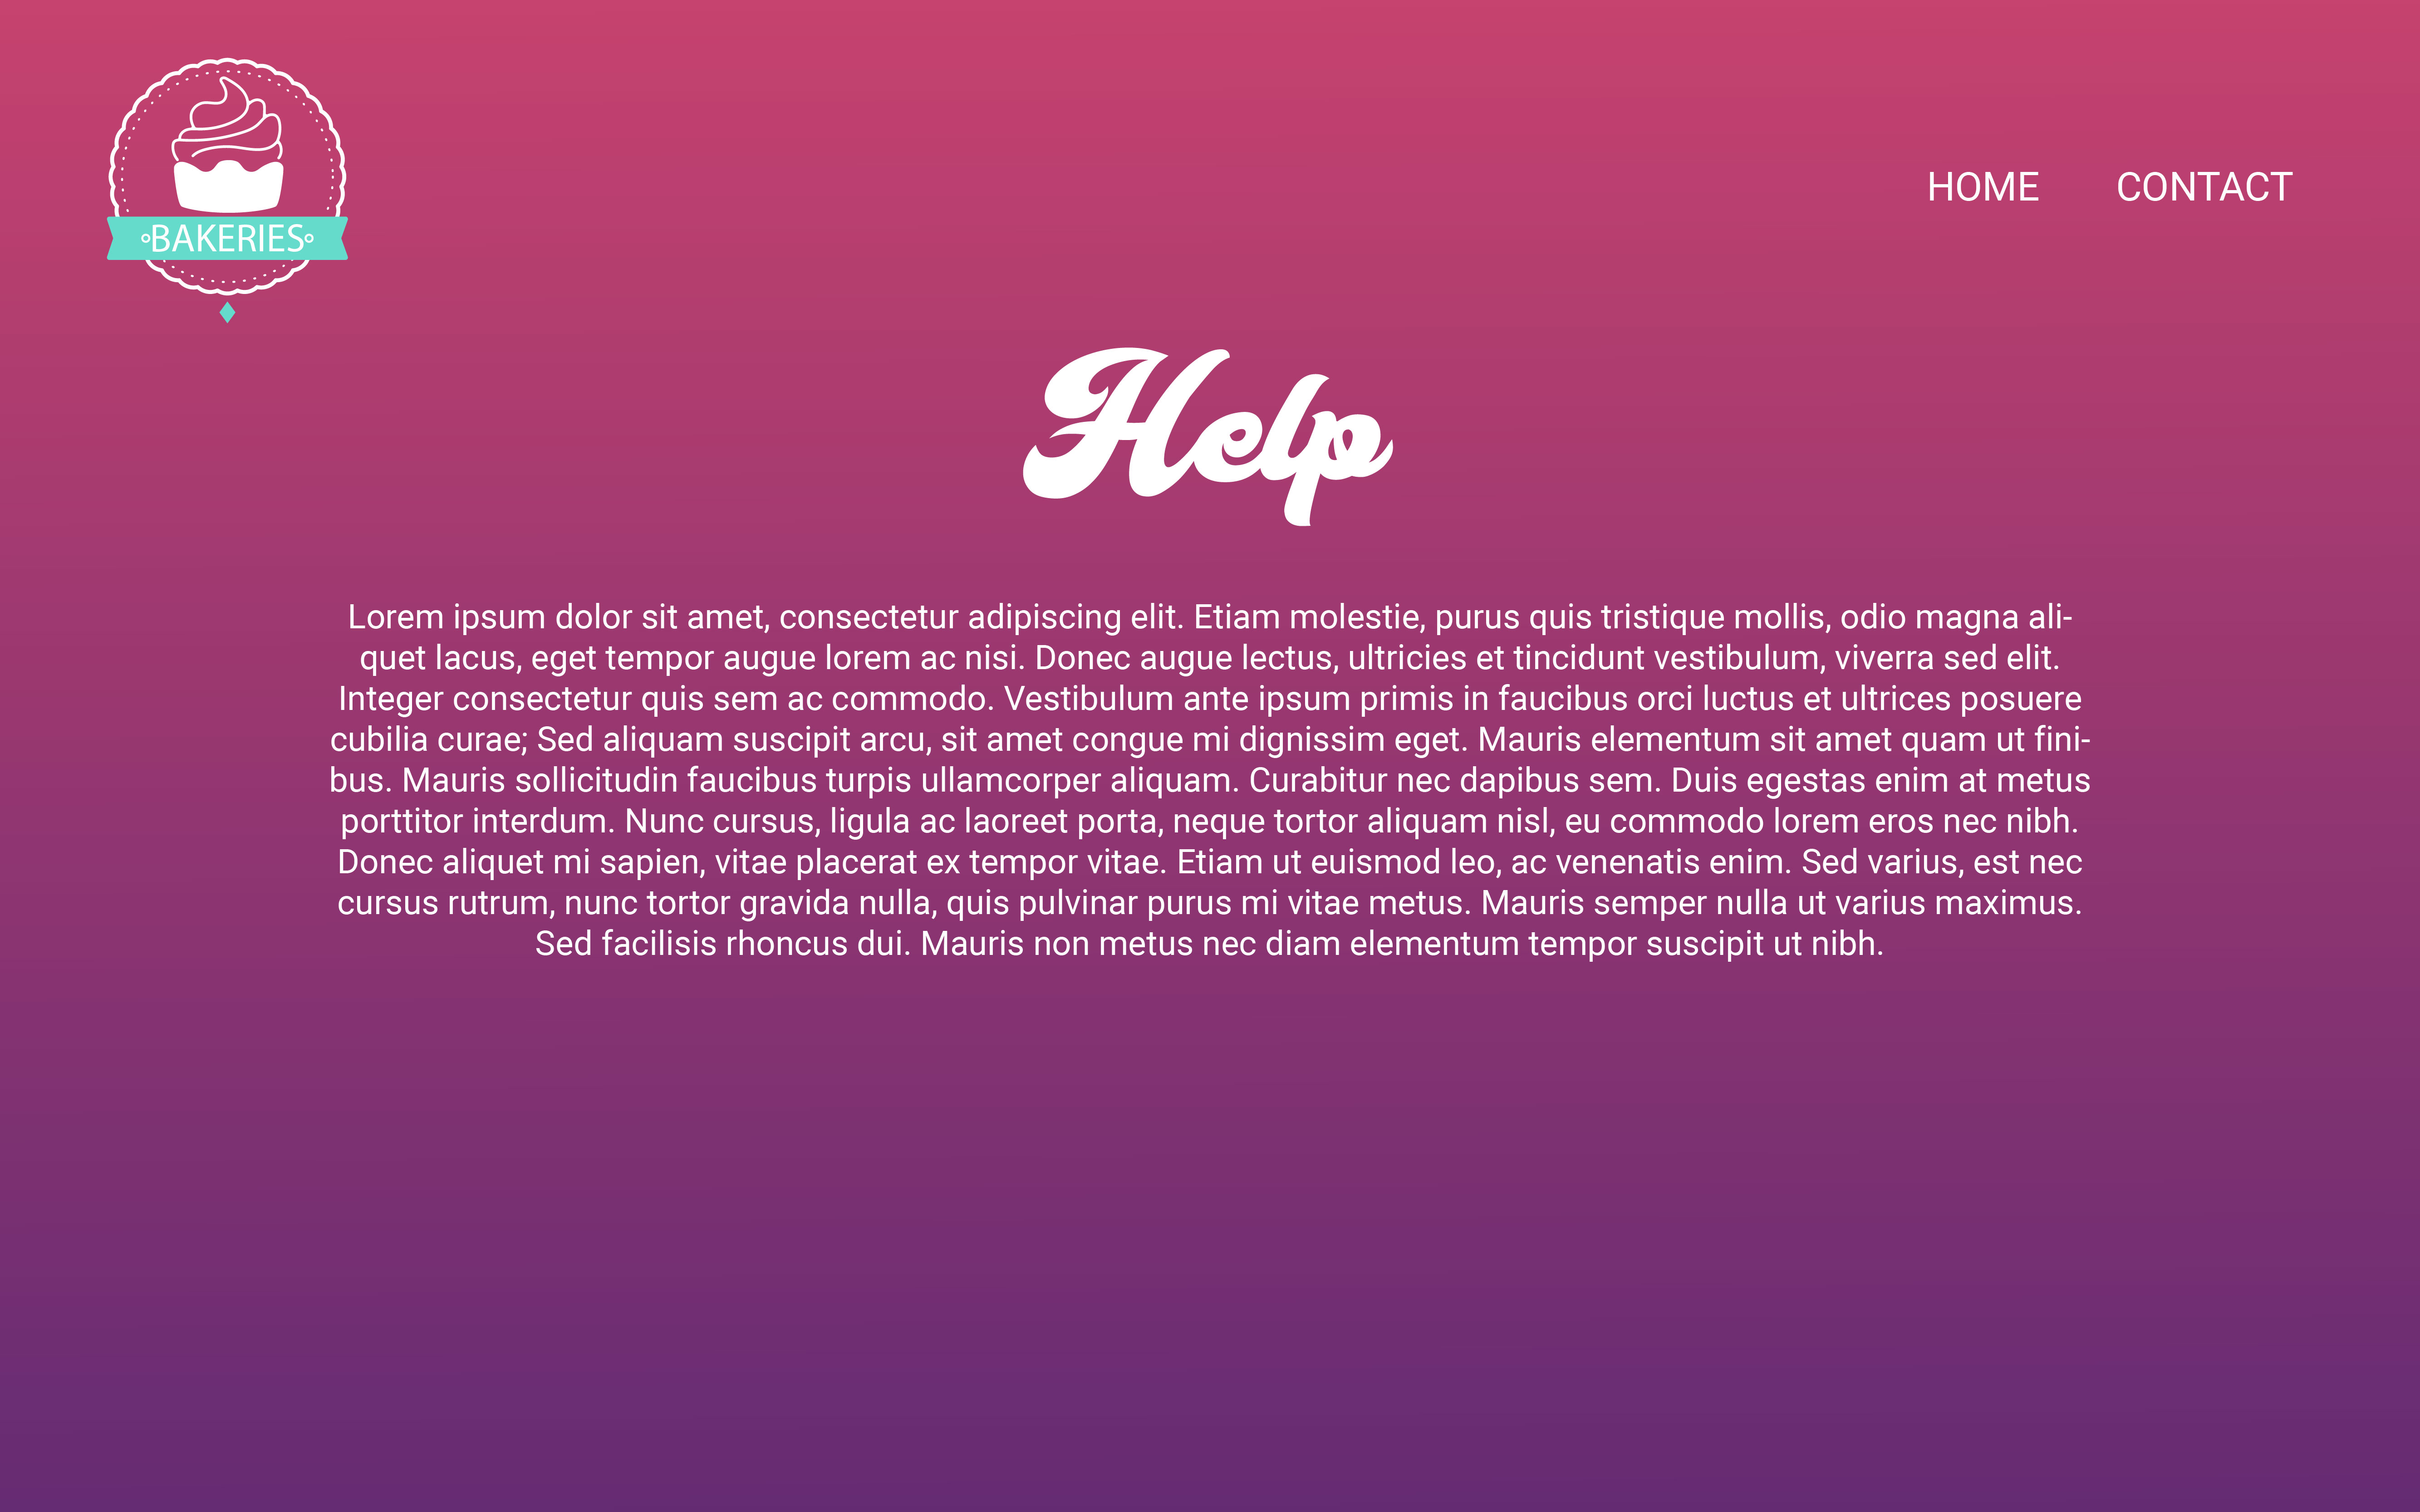 BAKERIES
HOME CONTACT
Help
Lorem ipsum dolor sit amet, consectetur adipiscing elit. Etiam molestie, purus quis tristique mollis, odio magna ali-
quet lacus, eget tempor augue lorem ac nisi. Donec augue lectus, ultricies et tincidunt vestibulum, viverra sed elit.
Integer consectetur quis sem ac commodo. Vestibulum ante ipsum primis in faucibus orci luctus et ultrices posuere
cubilia curae; Sed aliquam suscipit arcu, sit amet congue mi dignissim eget. Mauris elementum sit amet quam ut fini-
bus. Mauris sollicitudin faucibus turpis ullamcorper aliquam. Curabitur nec dapibus sem. Duis egestas enim at metus
porttitor interdum. Nunc cursus, ligula ac laoreet porta, neque tortor aliquam nisl, eu commodo lorem eros nec nibh.
Donec aliquet mi sapien, vitae placerat ex tempor vitae. Etiam ut euismod leo, ac venenatis enim. Sed varius, est nec
cursus rutrum, nunc tortor gravida nulla, quis pulvinar purus mi vitae metus. Mauris semper nulla ut varius maximus.
Sed facilisis rhoncus dui. Mauris non metus nec diam elementum tempor suscipit ut nibh.